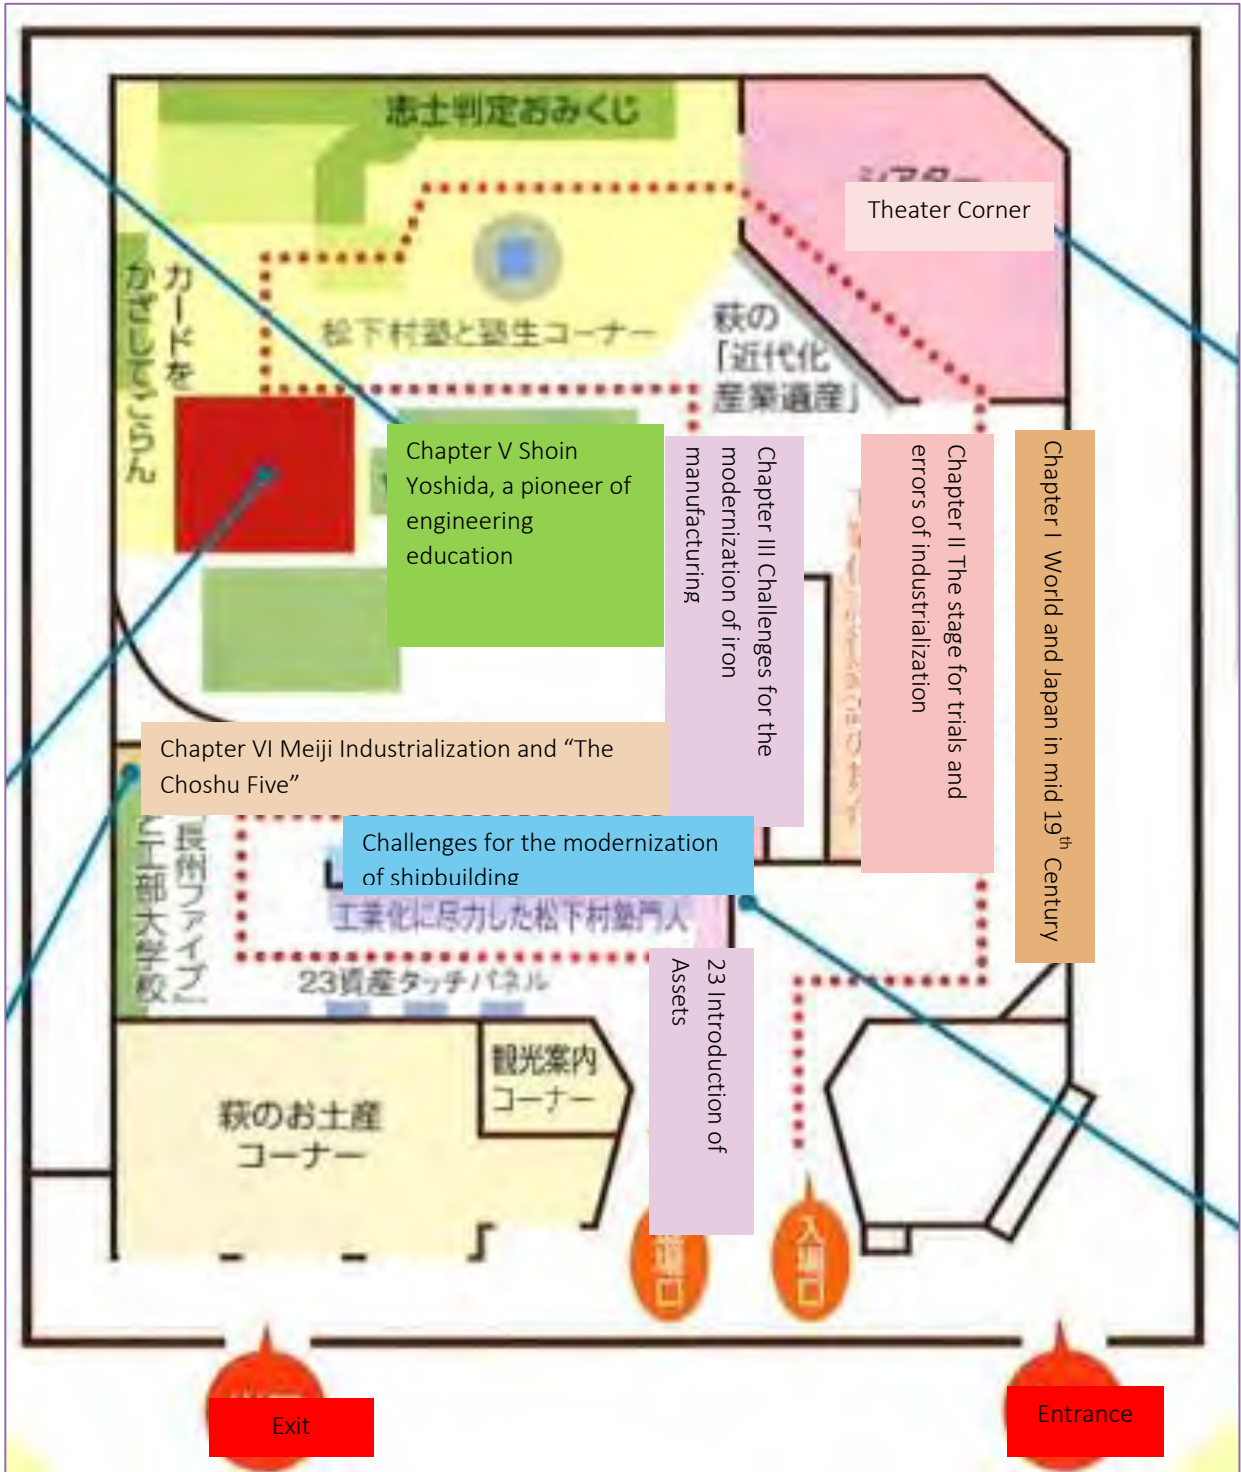 志士判定おみくじ
Theater Corner
カードを
かざしてごらん
松下村塾と塾生コーナー
萩の
「近代化
産業遺産」
Chapter V Shoin
Yoshida, a pioneer of
engineering
education
Chapter III Challenges for the
modernization of iron
manufacturing
Chapter II The stage for trials and
errors of industrialization
Chapter I World and Japan in mid 19th Century
Chapter VI Meiji Industrialization and “The
Choshu Five”
Challenges for the modernization
of shipbuilding
「長州ファイブ」
と工部大学校
工業化に尽力した松下村塾門人
23資産タッチパネル
23 Introduction of
Assets
観光案内
コーナー
萩のお土産
コーナー
入場口
Exit
Entrance